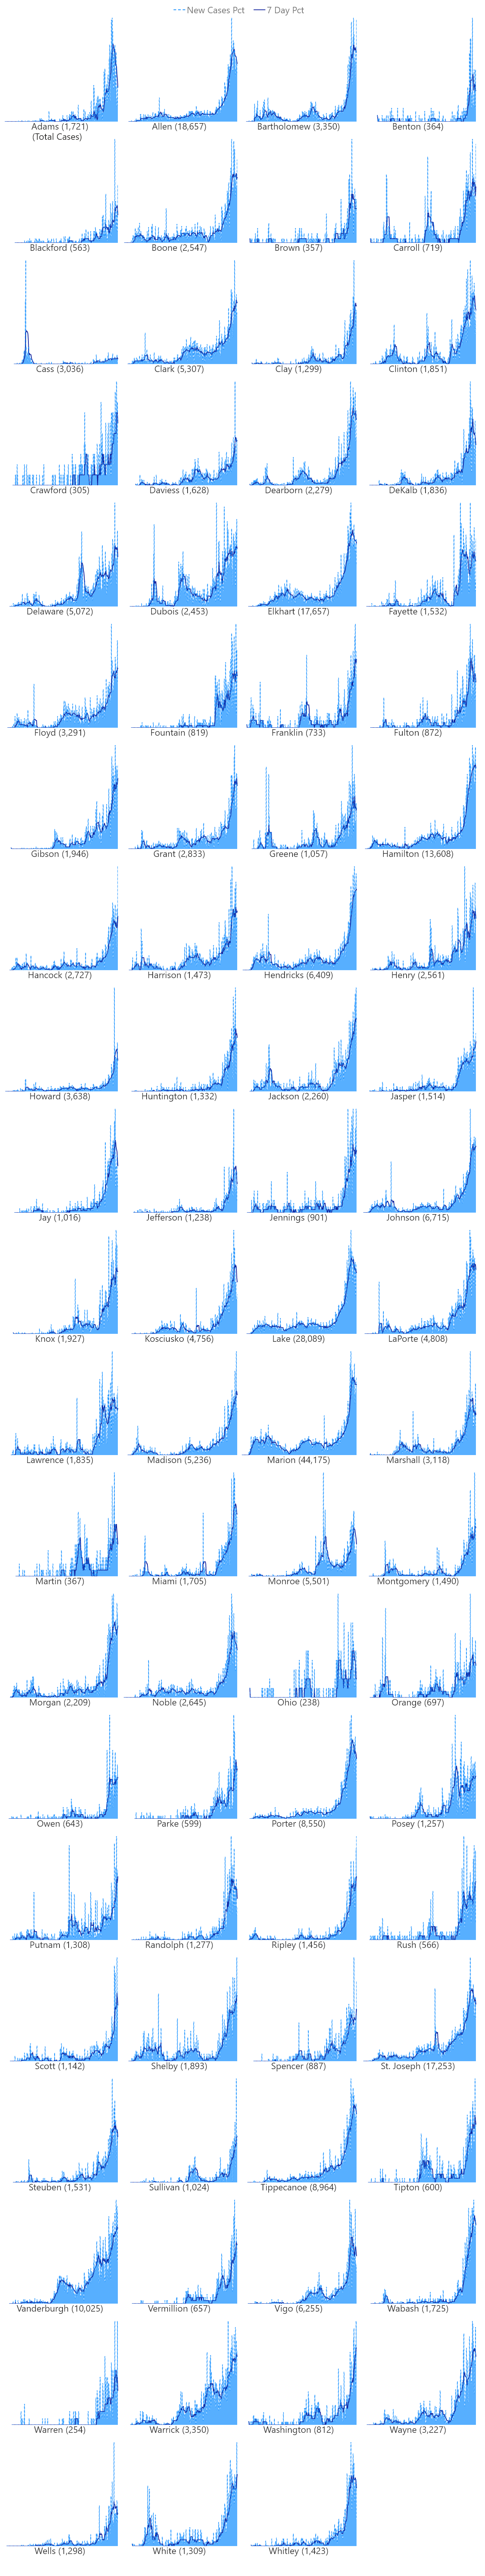 New Cases Pct 7 Day Pct
Adams (1,721) Allen (18,657) Bartholomew (3,350) Benton (364)
(Total Cases)
Blackford (563) Boone (2,547) Brown (357) Carroll (719)
Cass (3,036) Clark (5,307) Clay (1,299) Clinton (1,851)
Crawford (305) Daviess (1,628) Dearborn (2,279) DeKalb (1,836)
Delaware (5,072) Dubois (2,453) Elkhart (17,657) Fayette (1,532)
Floyd (3,291) Fountain (819) Franklin (733) Fulton (872)
Gibson (1,946) Grant (2,833) Greene (1,057) Hamilton (13,608)
Hancock (2,727) Harrison (1,473) Hendricks (6,409) Henry (2,561)
Howard (3,638) Huntington (1,332) Jackson (2,260) Jasper (1,514)
Jay (1,016) Jefferson (1,238) Jennings (901) Johnson (6,715)
Knox (1,927) Kosciusko (4,756) Lake (28,089) LaPorte (4,808)
Lawrence (1,835) Madison (5,236) Marion (44,175) Marshall (3,118)
Martin (367) Miami (1,705) Monroe (5,501) Montgomery (1,490)
Morgan (2,209) Noble (2,645) Ohio (238) Orange (697)
Owen (643) Parke (599) Porter (8,550) Posey (1,257)
Putnam (1,308) Randolph (1,277) Ripley (1,456) Rush (566)
Scott (1,142) Shelby (1,893) Spencer (887) St. Joseph (17,253)
Steuben (1,531) Sullivan (1,024) Tippecanoe (8,964) Tipton (600)
Vanderburgh (10,025) Vermillion (657) Vigo (6,255) Wabash (1,725)
Warren (254) Warrick (3,350) Washington (812) Wayne (3,227)
Wells (1,298) White (1,309) Whitley (1,423)